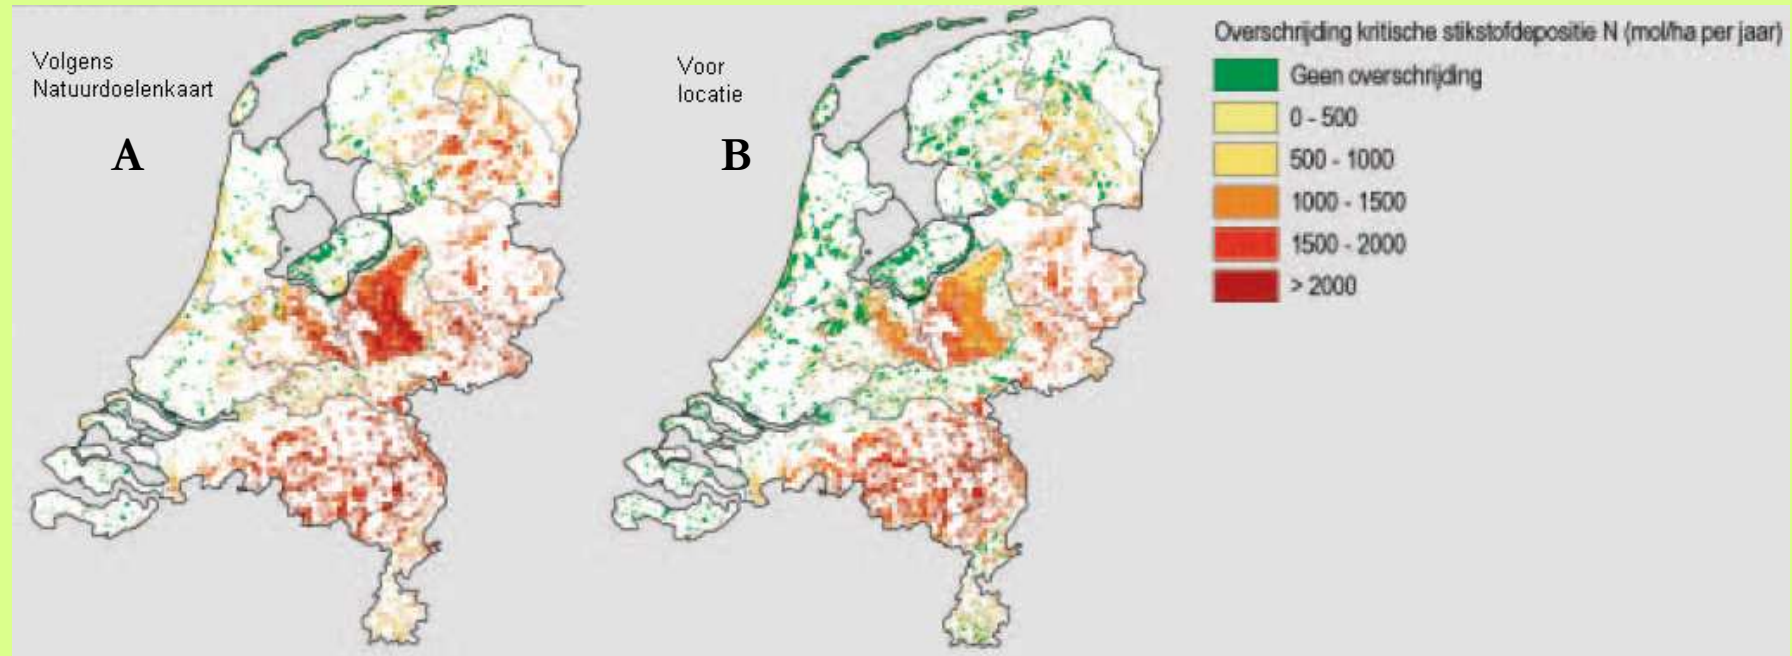 Volgens
Natuurdoelenkaart
A
Voor
locatie
B
Overschrijding kritische stikstofdepositie N (mol/ha per jaar)
Geen overschrijding
0 - 500
500 - 1000
1000 - 1500
1500 - 2000
> 2000